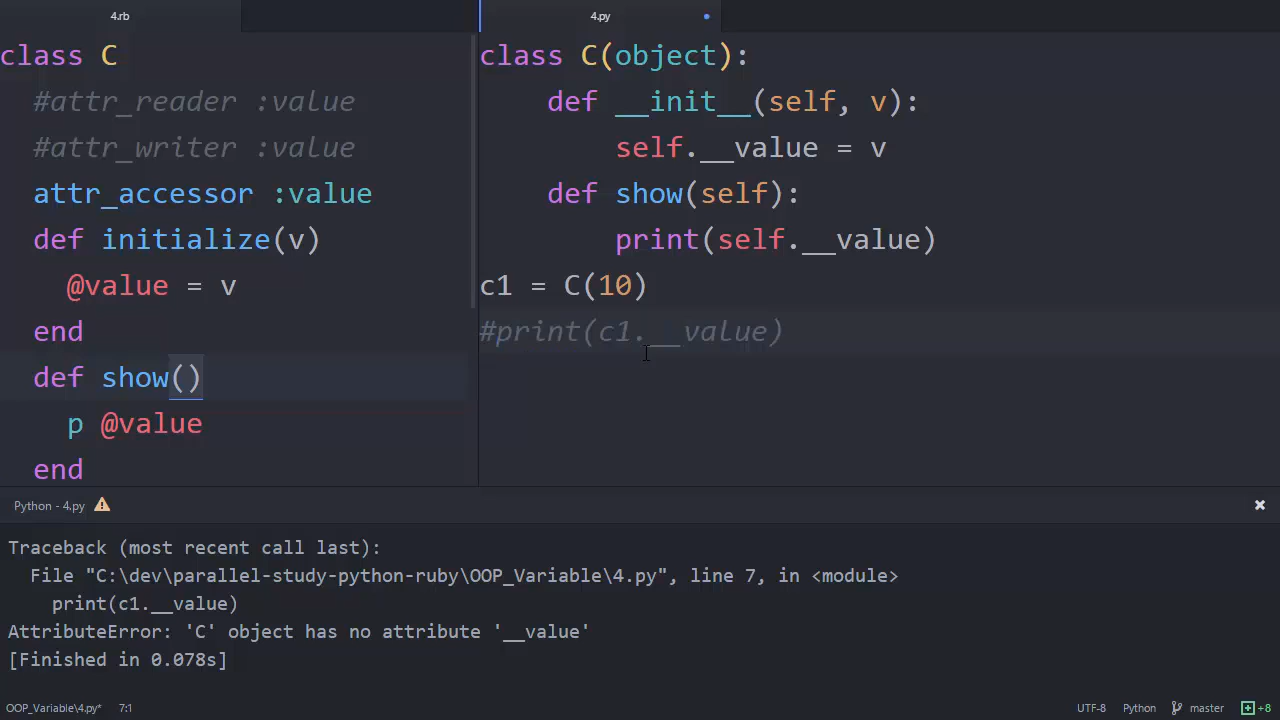 4.rb
4.py
class C
  #attr_reader :value
  #attr_writer :value
  attr_accessor :value
  def initialize(v)
    @value = v
  end
  def show()
    p @value
  end
class C(object):
    def __init__(self, v):
        self.__value = v
    def show(self):
        print(self.__value)
c1 = C(10)
#print(c1.__value)
Python - 4.py
Traceback (most recent call last):
  File "C:\dev\parallel-study-python-ruby\OOP_Variable\4.py", line 7, in <module>
    print(c1.__value)
AttributeError: 'C' object has no attribute '__value'
[Finished in 0.078s]
OOP_Variable\4.py* 7:1 UTF-8 Python master +8